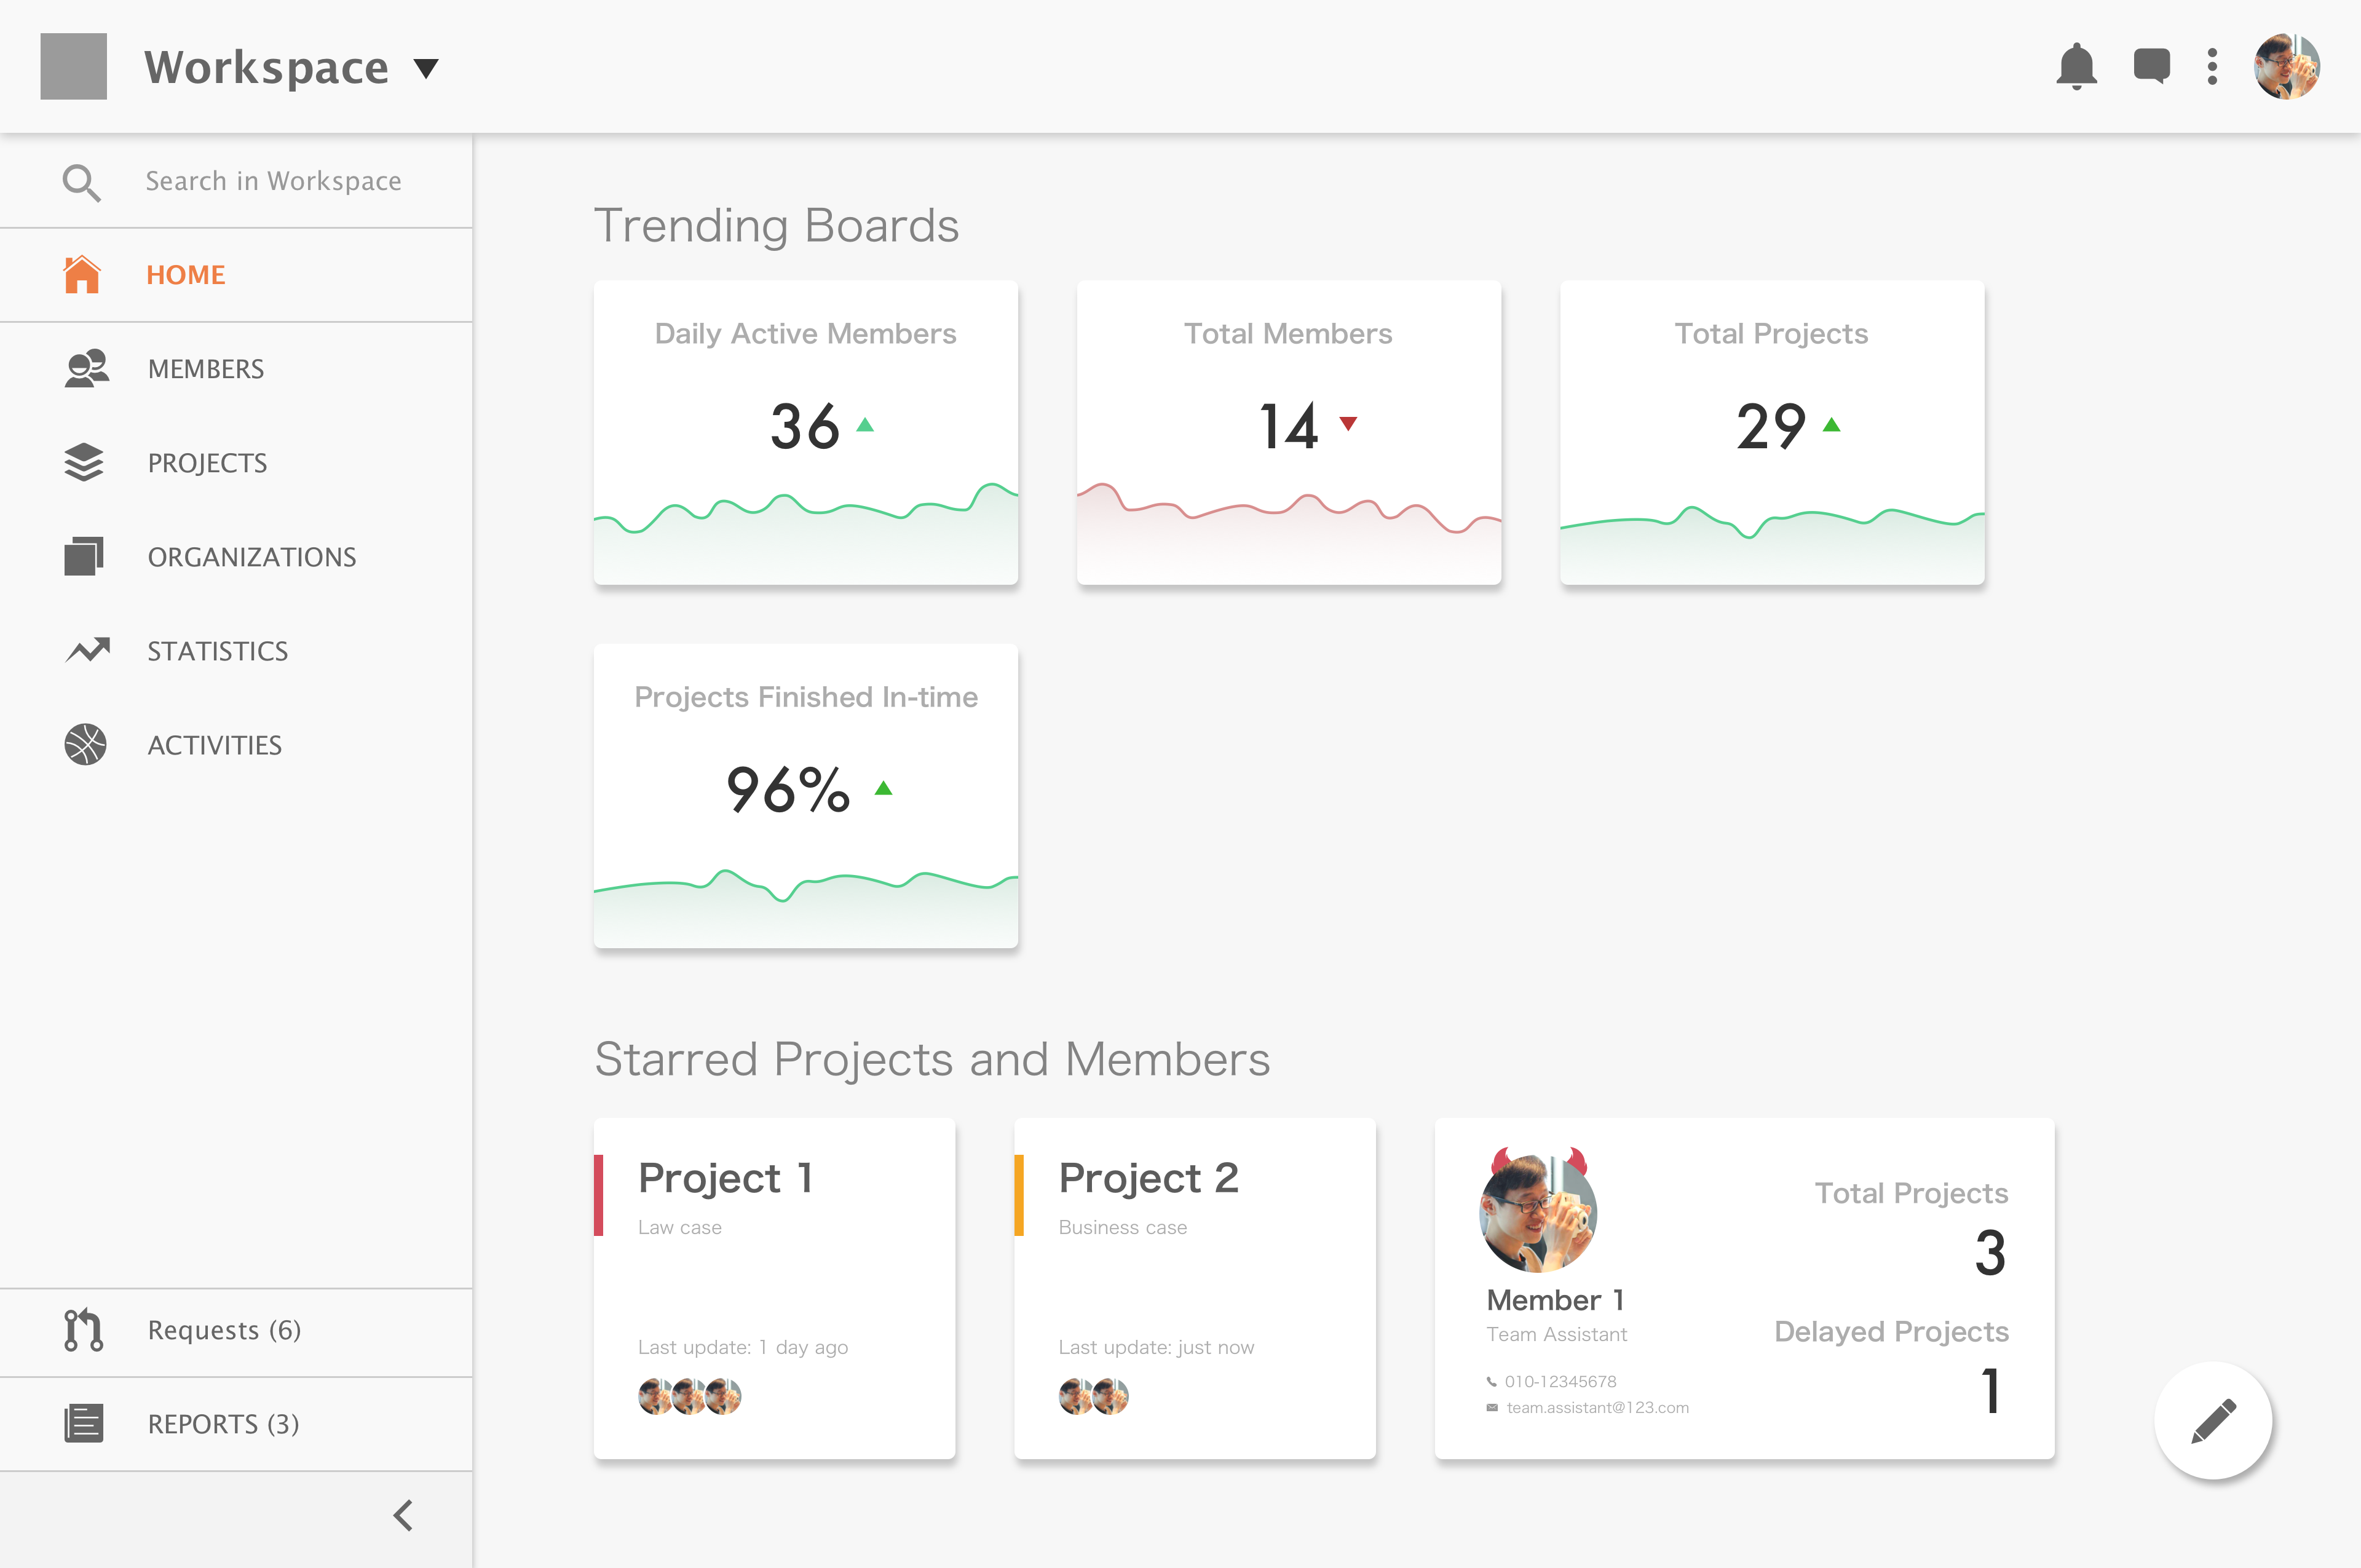 Workspace
Search in Workspace
HOME
MEMBERS
PROJECTS
ORGANIZATIONS
STATISTICS
ACTIVITIES
Requests (6)
REPORTS (3)
Trending Boards
Daily Active Members
36
Total Members
14
Total Projects
29
Projects Finished In-time
96%
Starred Projects and Members
Project 1
Law case
Last update: 1 day ago
Project 2
Business case
Last update: just now
Member 1
Team Assistant
010-12345678
team.assistant@123.com
Total Projects
3
Delayed Projects
1